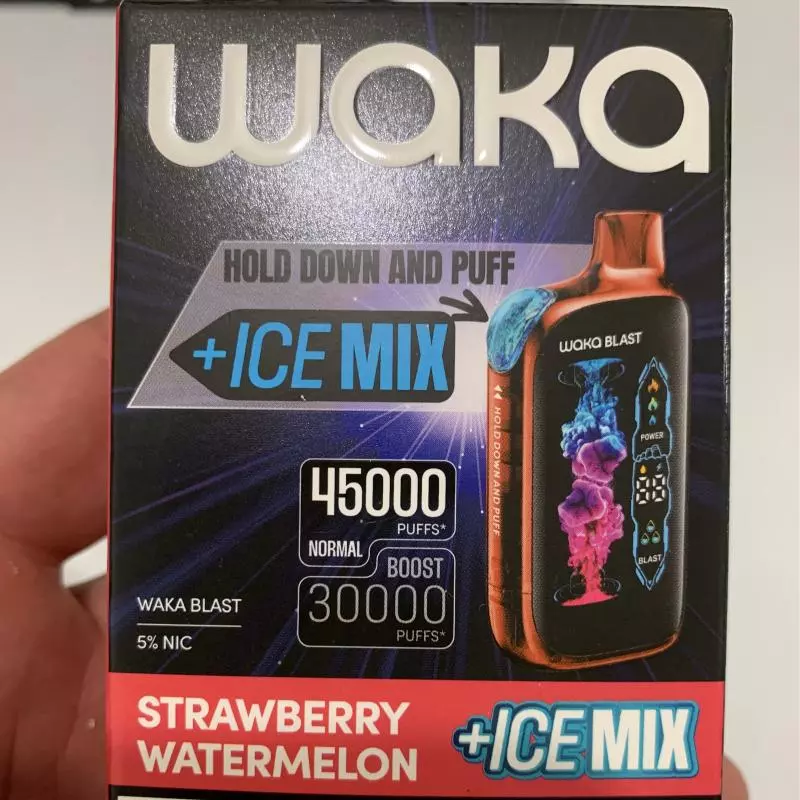 waka
HOLD DOWN AND PUFF
+ICE MIX
WAKA BLAST
◄◄ HOLD DOWN AND PUFF
POWER
88
BLAST
45000
PUFFS*
NORMAL
BOOST
30000
PUFFS*
WAKA BLAST
5% NIC
STRAWBERRY
WATERMELON
+ICE MIX